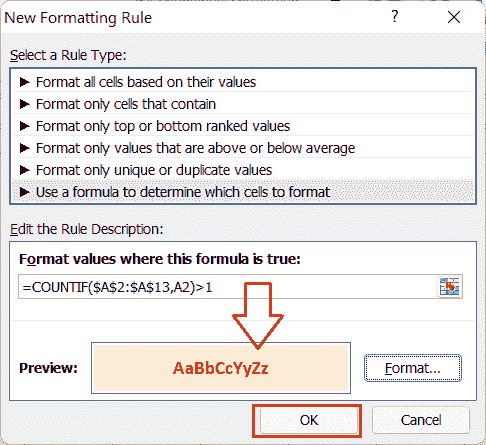 New Formatting Rule ? ×
Select a Rule Type:
► Format all cells based on their values
► Format only cells that contain
► Format only top or bottom ranked values
► Format only values that are above or below average
► Format only unique or duplicate values
► Use a formula to determine which cells to format
Edit the Rule Description:
Format values where this formula is true:
=COUNTIF($A$2:$A$13,A2)>1
Preview: AaBbCcYyZz Format...
OK Cancel